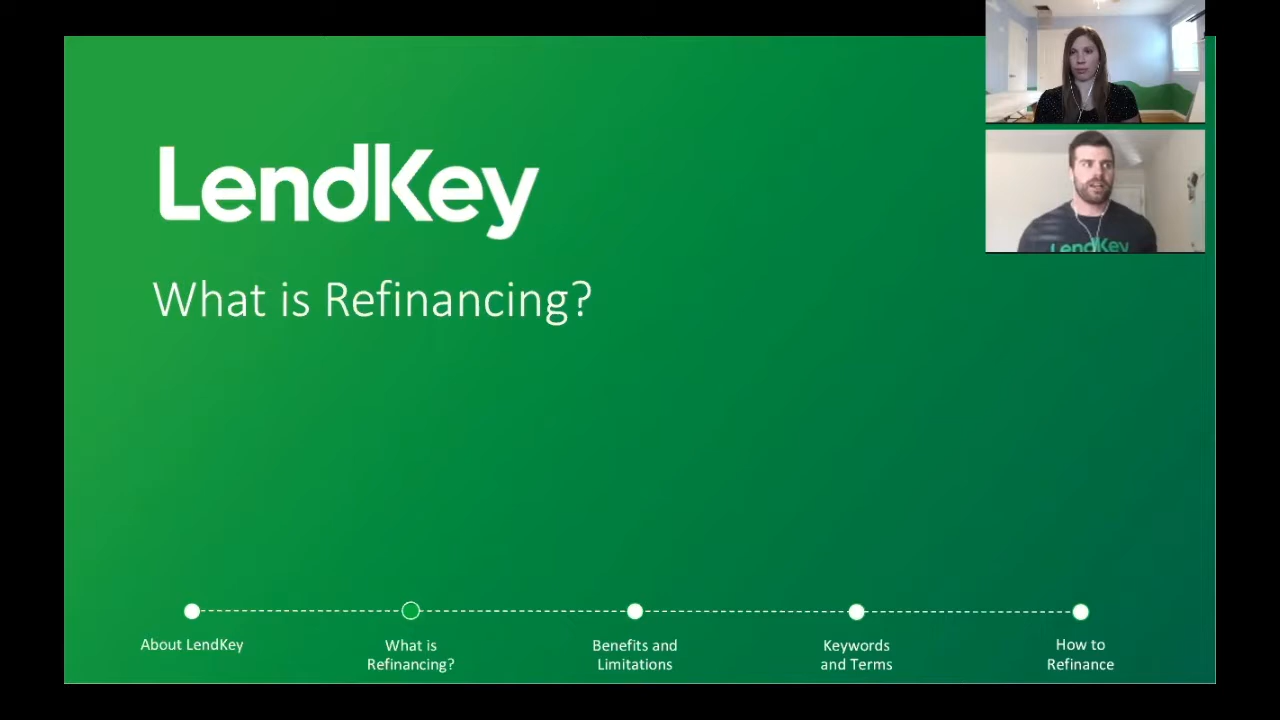 LendKey
What is Refinancing?
LendKey
About LendKey
What is
Refinancing?
Benefits and
Limitations
Keywords
and Terms
How to
Refinance